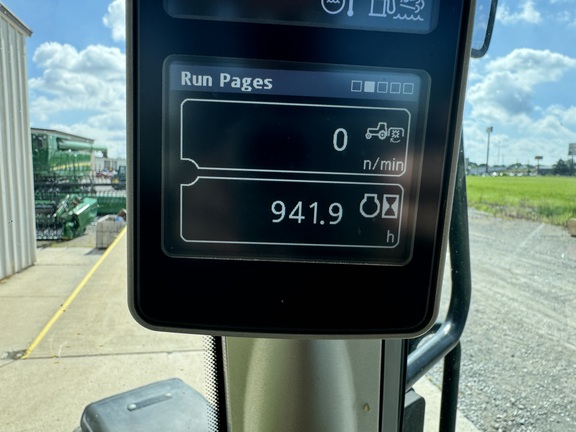 Run Pages
0
n/min
941.9
h